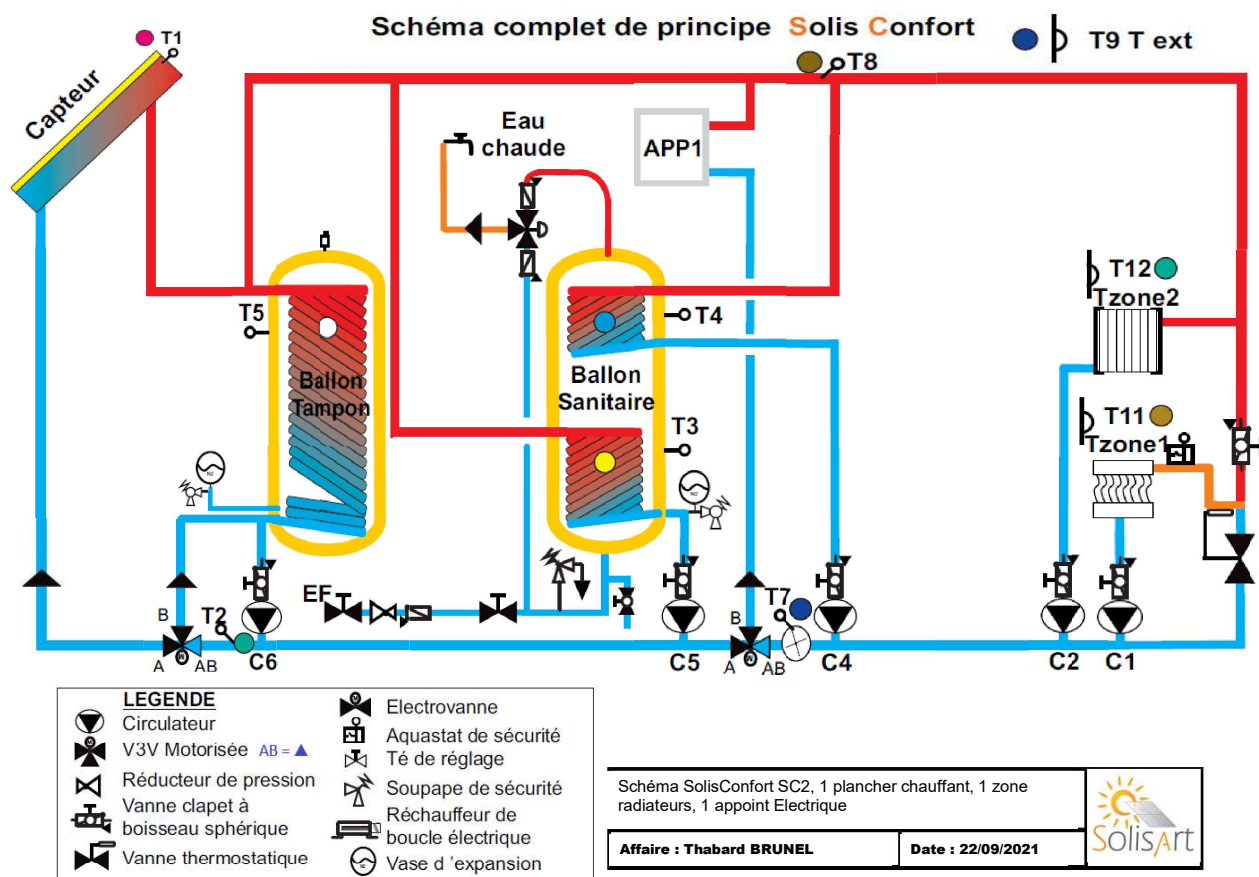 Schéma complet de principe Solis Confort
T1
T8
T9 T ext
Capteur
Eau
chaude
APP1
T12
Tzone2
T5
T4
Ballon
Tampon
Ballon
Sanitaire
T3
T11
Tzone1
N2
N2
EF
T2
T7
B
A
M
AB
C6
C5
B
A
M
AB
C4
C2
C1
LEGENDE
Circulateur
V3V Motorisée AB = ▲
Réducteur de pression
Vanne clapet à
boisseau sphérique
Vanne thermostatique
Electrovanne
Aquastat de sécurité
Té de réglage
Soupape de sécurité
Réchauffeur de
boucle électrique
Vase d ’expansion
Schéma SolisConfort SC2, 1 plancher chauffant, 1 zone
radiateurs, 1 appoint Electrique
Affaire : Thabard BRUNEL
Date : 22/09/2021
SolisArt